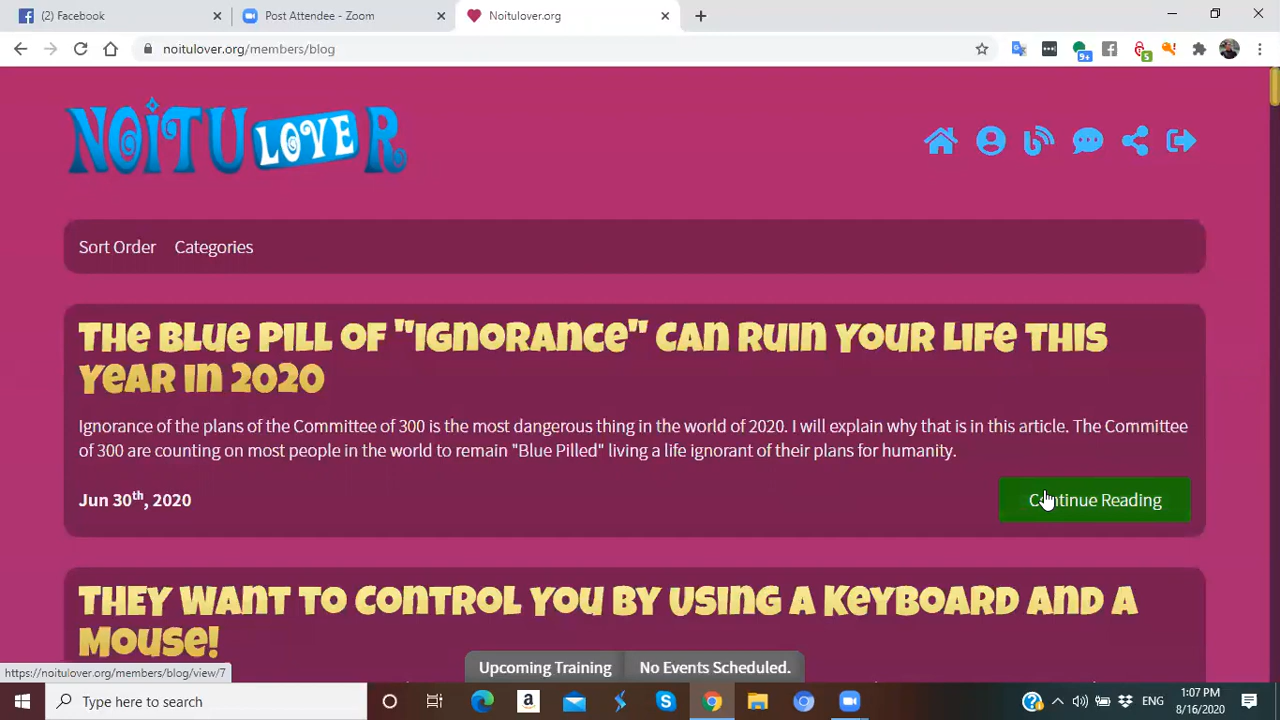 (2) Facebook
Post Attendee - Zoom
Noitulover.org
noitulover.org/members/blog
9+
5
NOiTULOVER
Sort Order Categories
The Blue Pill of "Ignorance" Can Ruin Your Life This
Year in 2020
Ignorance of the plans of the Committee of 300 is the most dangerous thing in the world of 2020. I will explain why that is in this article. The Committee
of 300 are counting on most people in the world to remain "Blue Pilled" living a life ignorant of their plans for humanity.
Jun 30th, 2020
Continue Reading
They Want To Control You By Using A Keyboard And A
Mouse!
Upcoming Training No Events Scheduled.
https://noitulover.org/members/blog/view/7
Type here to search
ENG
1:07 PM
8/16/2020